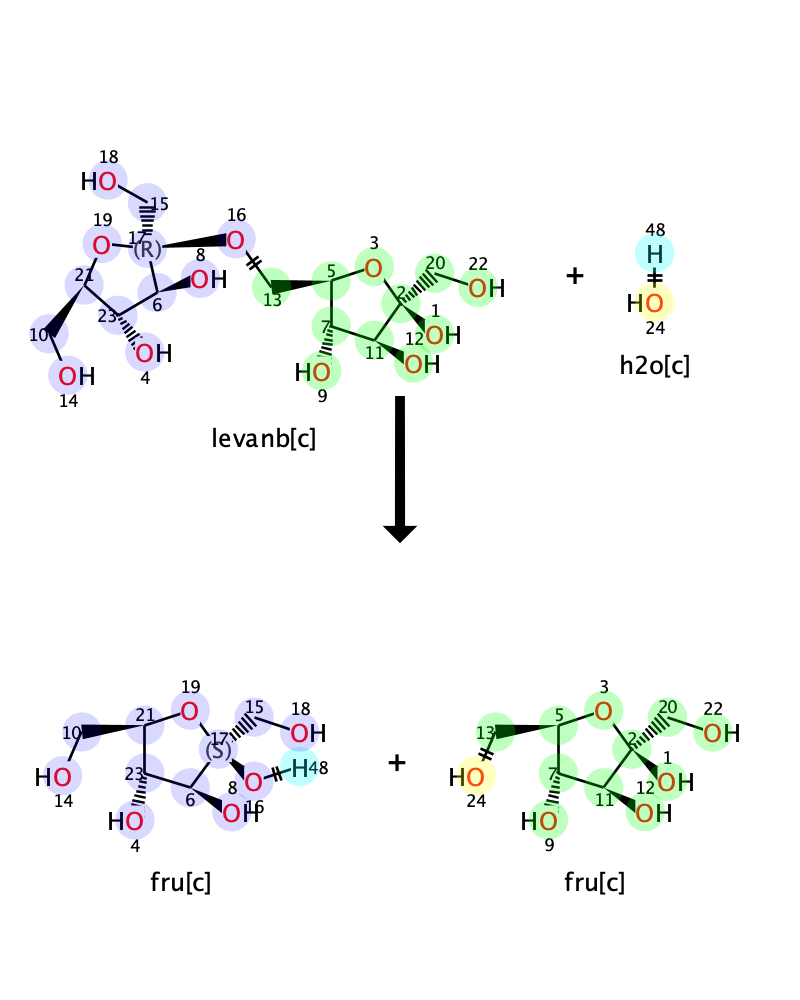 18
HO
15
16
19
O
17
(R)
O
8
OH
21
6
23
10
OH
4
OH
14
13
5
3
O
20
22
OH
2
1
OH
7
12
OH
11
HO
9
levanb[c]
+
48
H
HO
24
h2o[c]
19
O
21
15
18
OH
10
17
(S)
H48
O
23
8
16
6
OH
HO
14
HO
4
fru[c]
+
3
O
5
20
22
OH
13
2
1
OH
HO
24
7
12
OH
11
HO
9
fru[c]